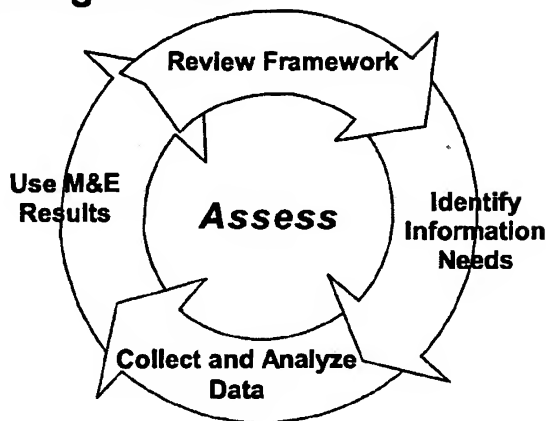 Review Framework
Use M&E
Results
Assess
Identify
Information
Needs
Collect and Analyze
Data